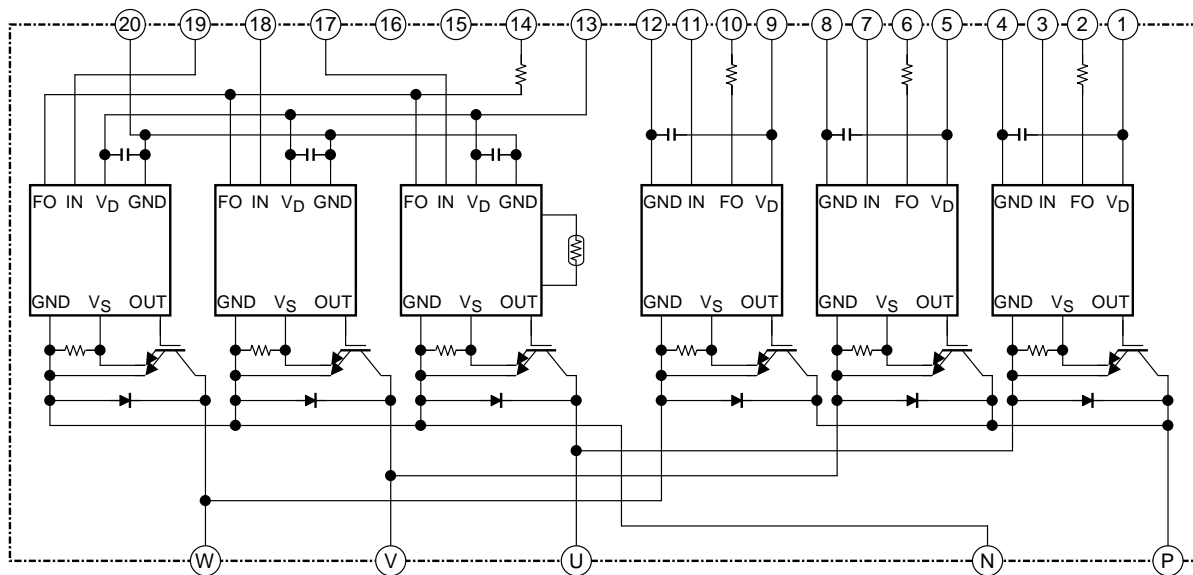 20 19 18 17 16 15 14 13 12 11 10 9 8 7 6 5 4 3 2 1
FO IN VD GND FO IN VD GND FO IN VD GND GND IN FO VD GND IN FO VD GND IN FO VD
GND VS OUT GND VS OUT GND VS OUT GND VS OUT GND VS OUT GND VS OUT
W V U N P